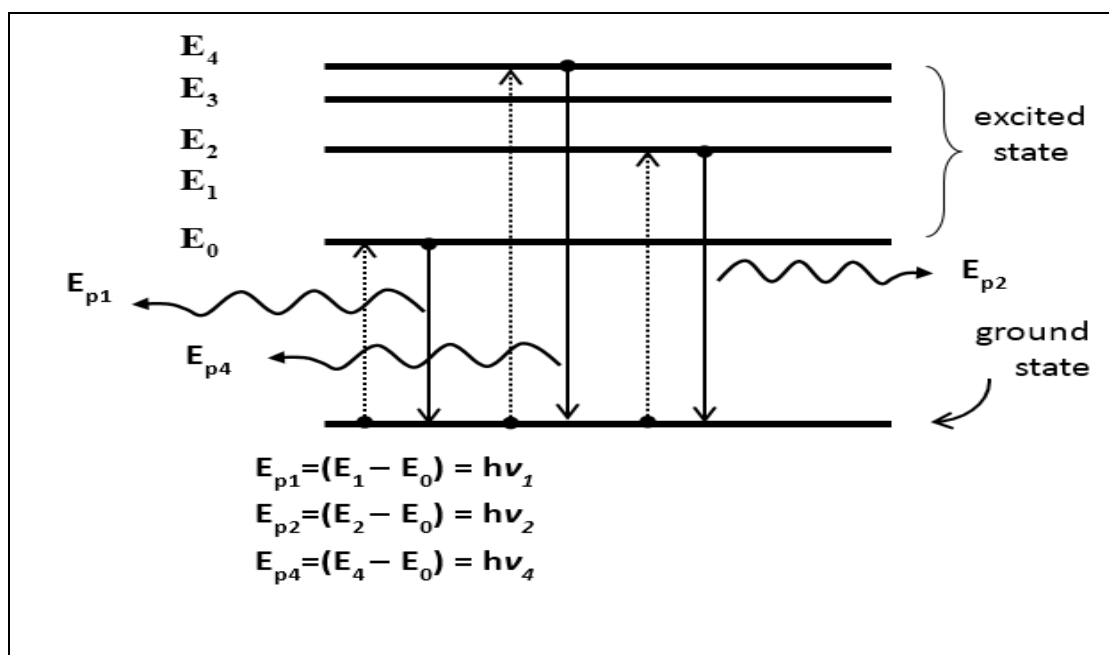 E₄
E₃
E₂
E₁
E₀
excited
state
Eₚ₁
Eₚ₂
Eₚ₄
ground
state
Eₚ₁=(E₁ – E₀) = hν₁
Eₚ₂=(E₂ – E₀) = hν₂
Eₚ₄=(E₄ – E₀) = hν₄